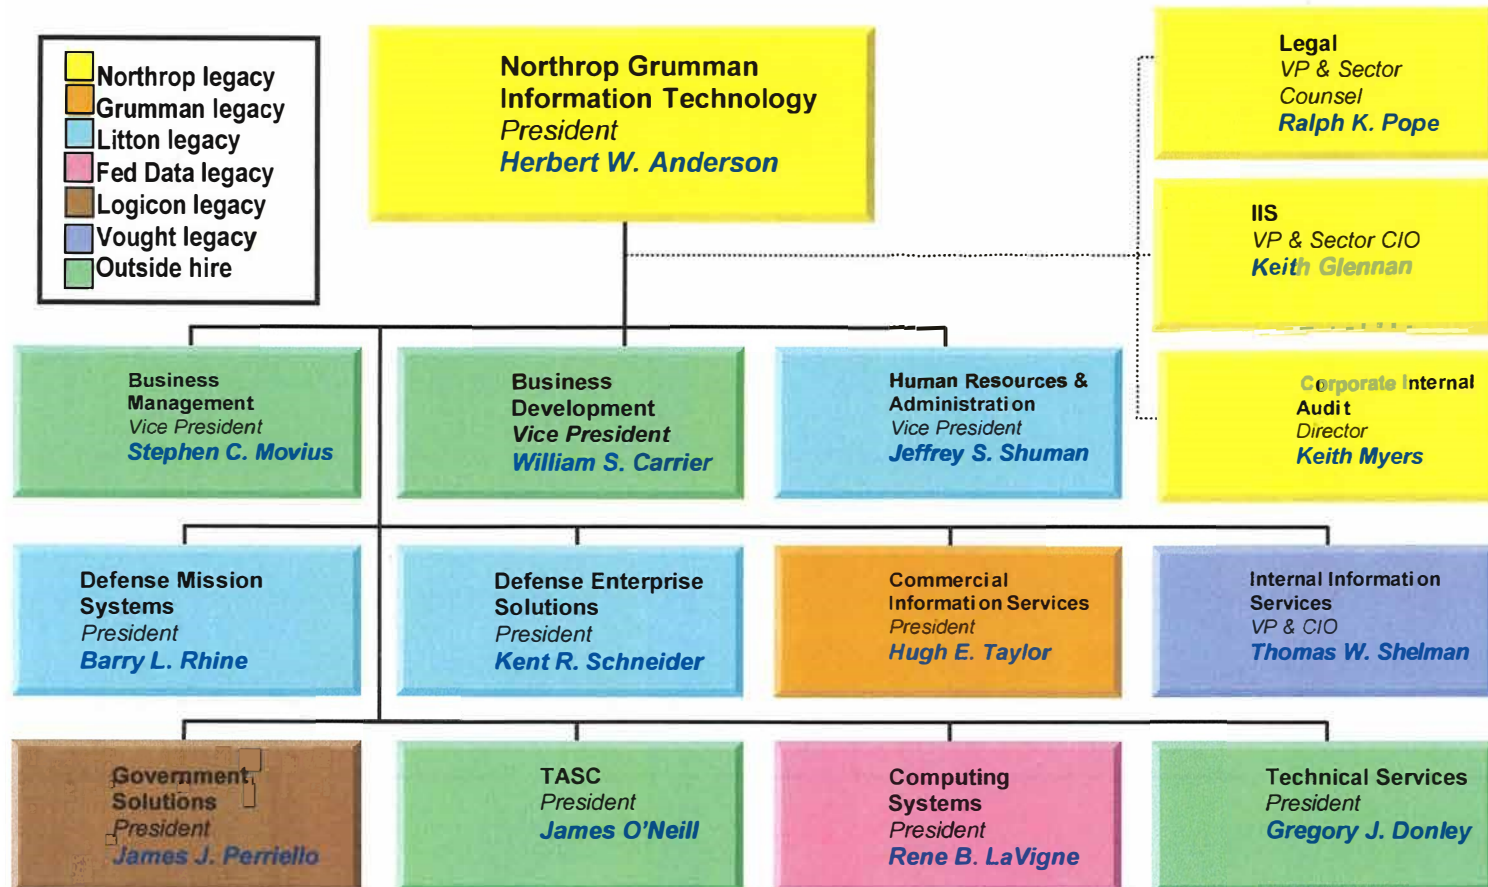 Northrop legacy
Grumman legacy
Litton legacy
Fed Data legacy
Logicon legacy
Vought legacy
Outside hire
Northrop Grumman
Information Technology
President
Herbert W. Anderson
Legal
VP & Sector
Counsel
Ralph K. Pope
IIS
VP & Sector CIO
Keith Glennan
Corporate Internal
Audit
Director
Keith Myers
Business
Management
Vice President
Stephen C. Movius
Business
Development
Vice President
William S. Carrier
Human Resources &
Administration
Vice President
Jeffrey S. Shuman
Defense Mission
Systems
President
Barry L. Rhine
Defense Enterprise
Solutions
President
Kent R. Schneider
Commercial
Information Services
President
Hugh E. Taylor
Internal Information
Services
VP & CIO
Thomas W. Shelman
Government
Solutions
President
James J. Perriello
TASC
President
James O'Neill
Computing
Systems
President
Rene B. LaVigne
Technical Services
President
Gregory J. Donley